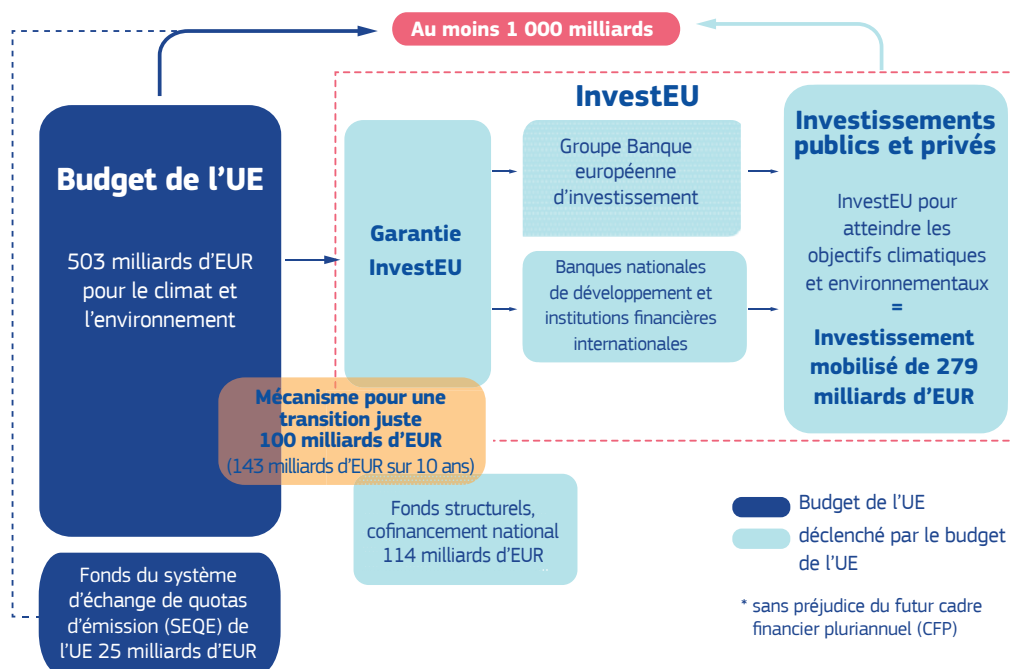 Au moins 1 000 milliards
Budget de l’UE
503 milliards d’EUR
pour le climat et
l’environnement
InvestEU
Garantie
InvestEU
Groupe Banque
européenne
d’investissement
Banques nationales
de développement et
institutions financières
internationales
Investissements
publics et privés
InvestEU pour
atteindre les
objectifs climatiques
et environnementaux
=
Investissement
mobilisé de 279
milliards d’EUR
Mécanisme pour une
transition juste
100 milliards d’EUR
(143 milliards d’EUR sur 10 ans)
Fonds structurels,
cofinancement national
114 milliards d’EUR
Fonds du système
d’échange de quotas
d’émission (SEQE) de
l’UE 25 milliards d’EUR
Budget de l’UE
déclenché par le budget
de l’UE
* sans préjudice du futur cadre
financier pluriannuel (CFP)